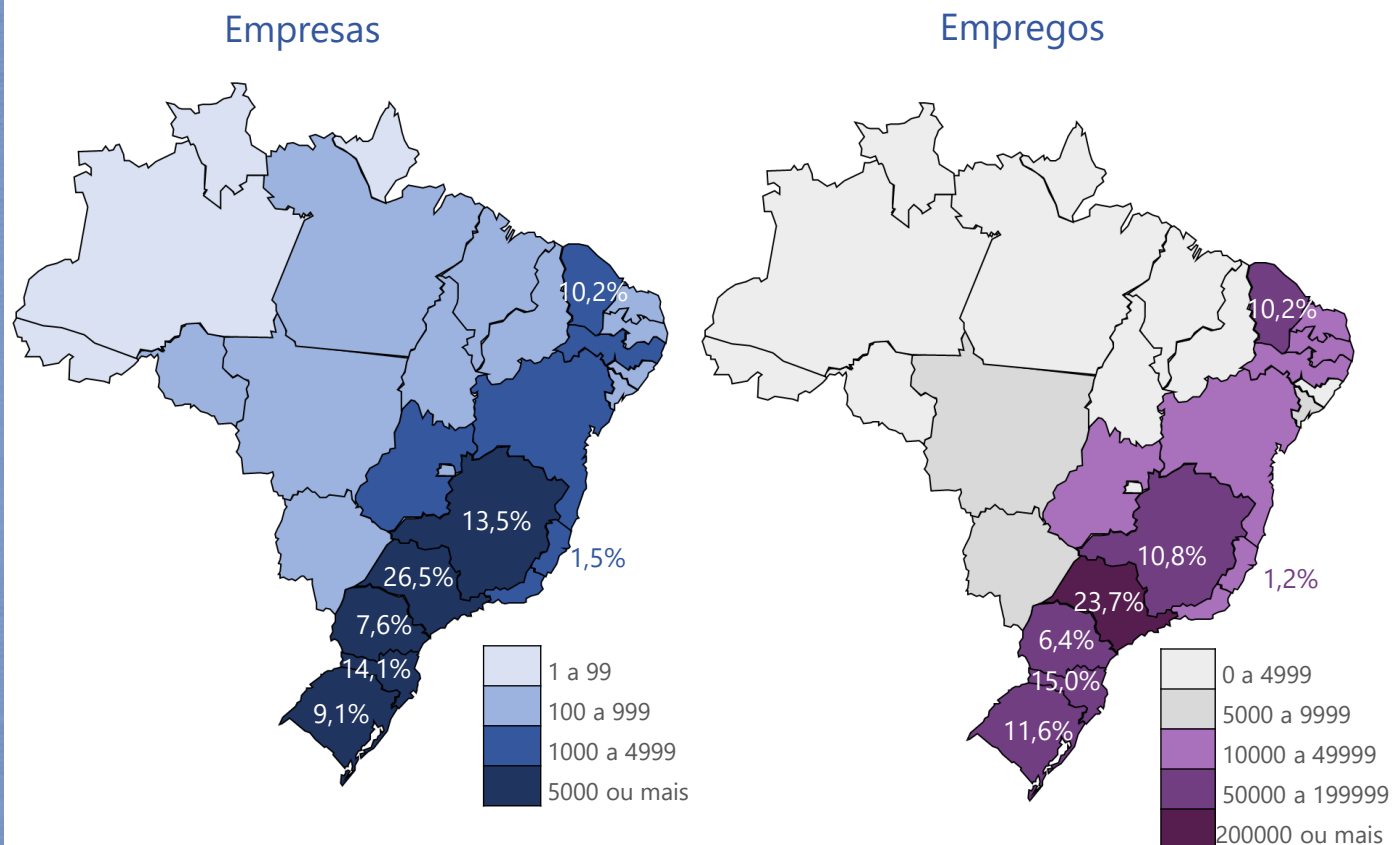 Empresas
10,2%
13,5%
1,5%
26,5%
7,6%
14,1%
9,1%
1 a 99
100 a 999
1000 a 4999
5000 ou mais
Empregos
10,2%
10,8%
1,2%
23,7%
6,4%
15,0%
11,6%
0 a 4999
5000 a 9999
10000 a 49999
50000 a 199999
200000 ou mais